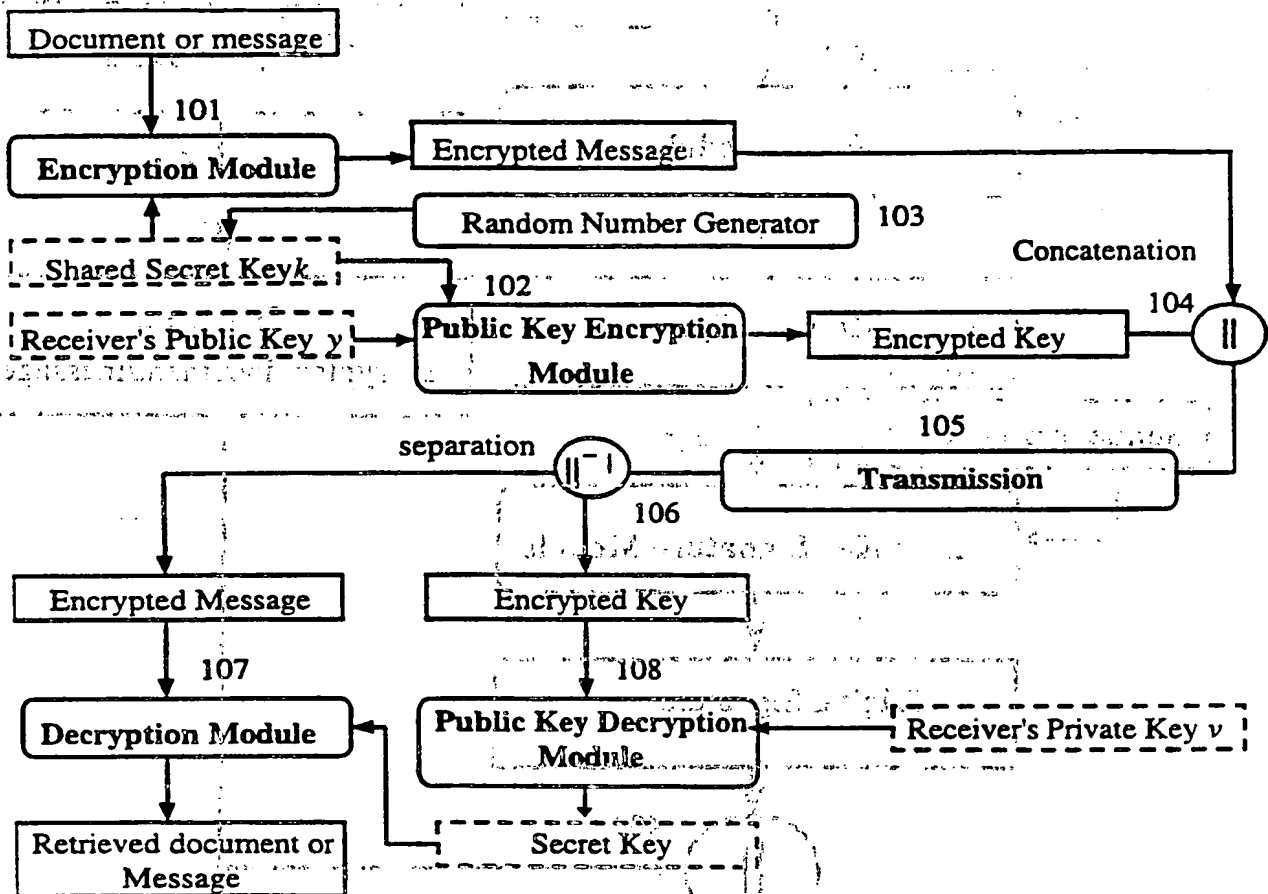 Document or message
101
Encryption Module
Encrypted Message
Random Number Generator
103
Shared Secret Key k
Concatenation
102
104
Receiver's Public Key y
Public Key Encryption
Module
Encrypted Key
||
105
separation
||⁻¹
Transmission
106
Encrypted Message
Encrypted Key
107
108
Decryption Module
Public Key Decryption
Module
Receiver's Private Key v
Retrieved document or
Message
Secret Key